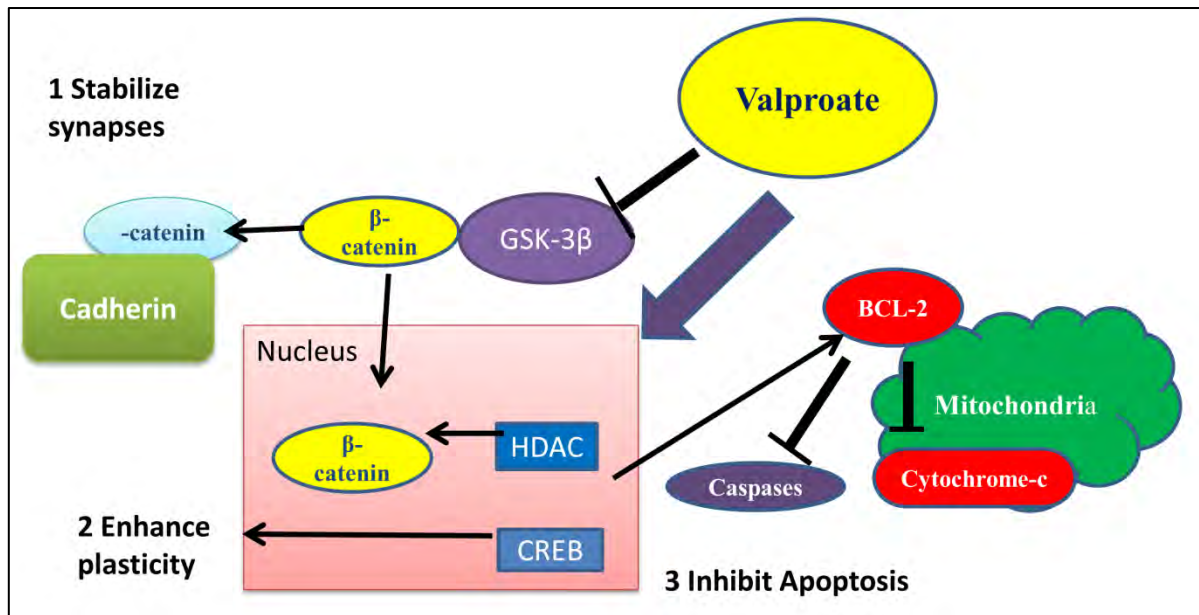 1 Stabilize
synapses
Valproate
-catenin
β-
catenin
GSK-3β
Cadherin
Nucleus
BCL-2
Mitochondria
β-
catenin
HDAC
Caspases
Cytochrome-c
2 Enhance
plasticity
CREB
3 Inhibit Apoptosis